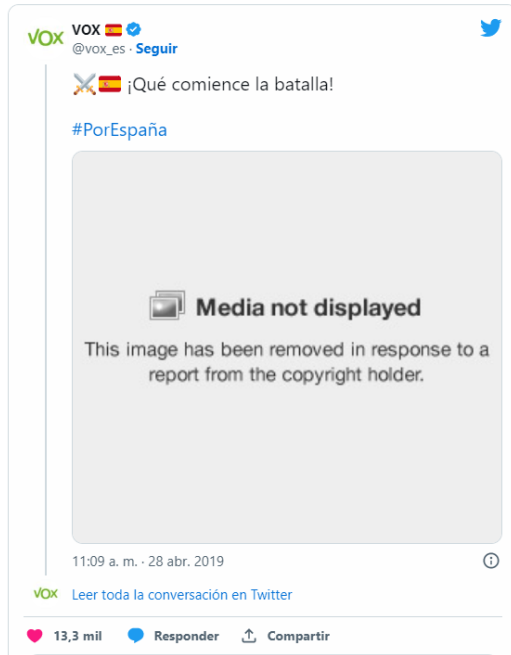 VOX
VOX 🇪🇸
@vox_es · Seguir
⚔️🇪🇸 ¡Qué comience la batalla!
#PorEspaña
Media not displayed
This image has been removed in response to a
report from the copyright holder.
11:09 a. m. · 28 abr. 2019
VOX Leer toda la conversación en Twitter
13,3 mil Responder Compartir